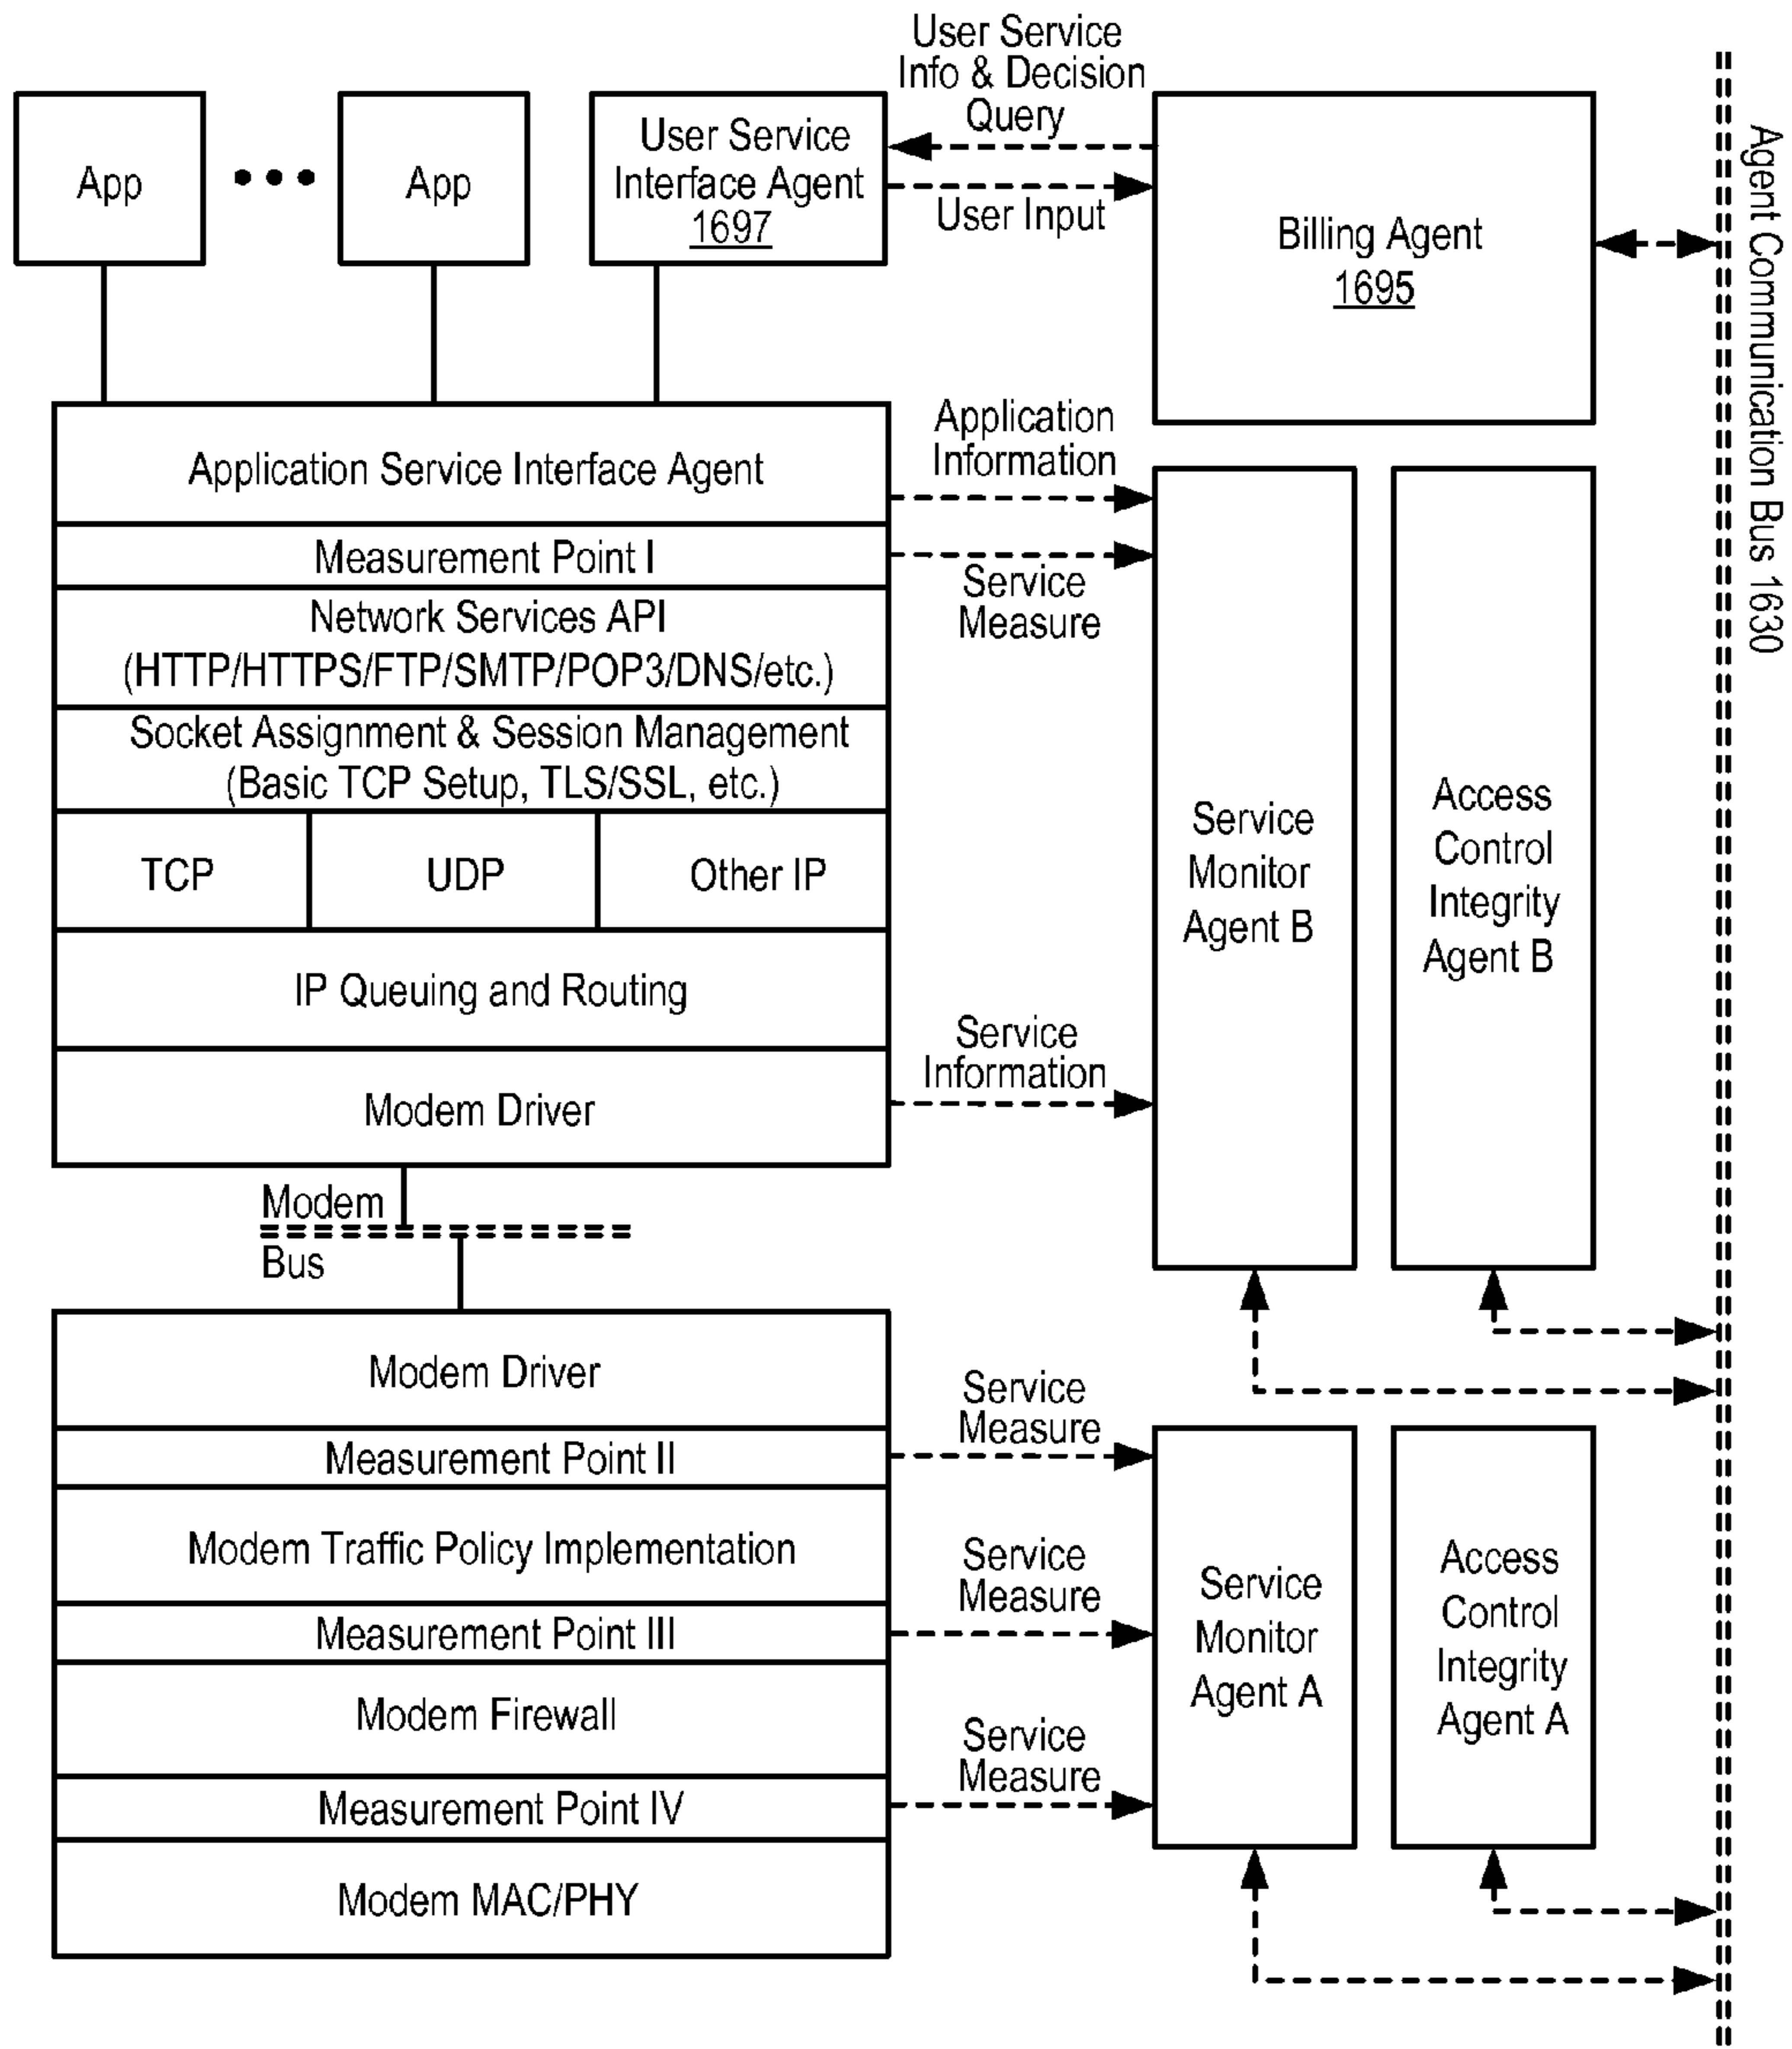 User Service
Info & Decision
Query
App
App
User Service
Interface Agent
1697
User Input
Billing Agent
1695
Agent Communication Bus 1630
Application Service Interface Agent
Application
Information
Measurement Point I
Service
Measure
Network Services API
(HTTP/HTTPS/FTP/SMTP/POP3/DNS/etc.)
Socket Assignment & Session Management
(Basic TCP Setup, TLS/SSL, etc.)
TCP
UDP
Other IP
IP Queuing and Routing
Service
Information
Modem Driver
Service
Monitor
Agent B
Access
Control
Integrity
Agent B
Modem
Bus
Modem Driver
Service
Measure
Measurement Point II
Modem Traffic Policy Implementation
Service
Measure
Measurement Point III
Modem Firewall
Service
Measure
Measurement Point IV
Modem MAC/PHY
Service
Monitor
Agent A
Access
Control
Integrity
Agent A